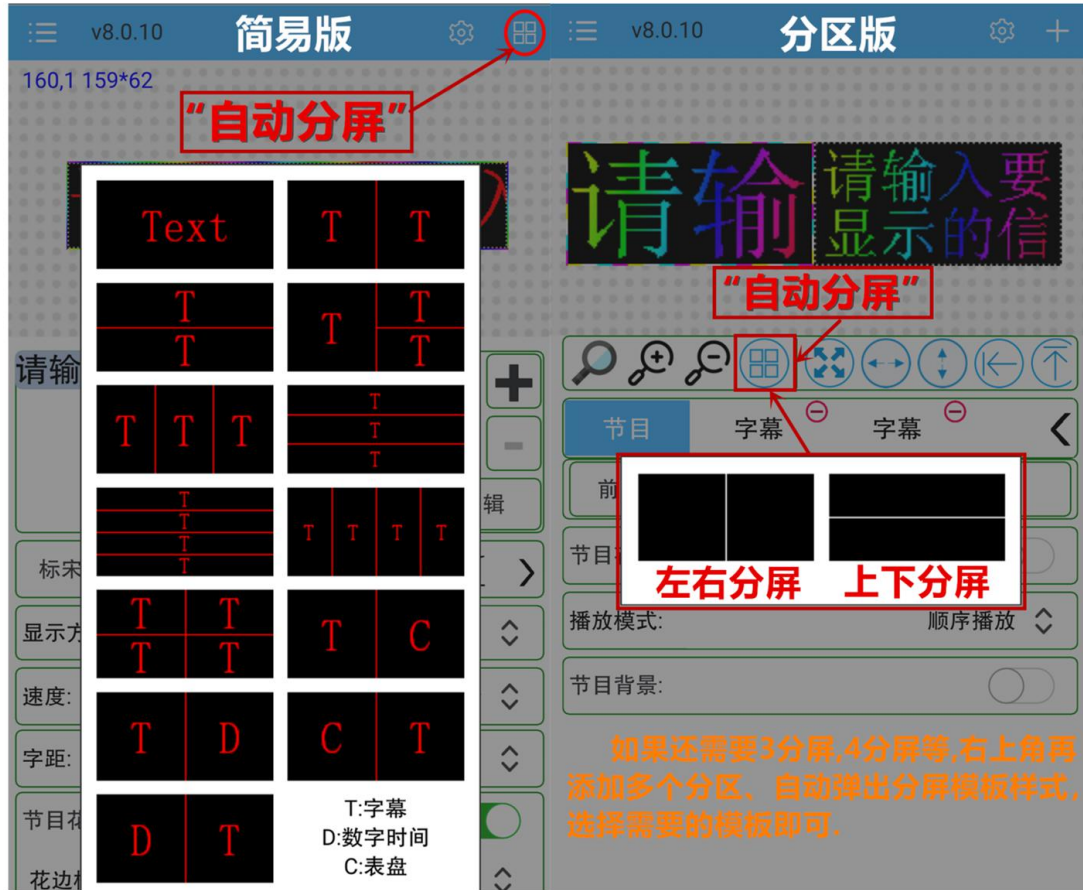 v8.0.10
简易版
160,1 159*62
“自动分屏”
Text
T T
T
T
T
T
T
T T T
T
T
T
T
T
T
T
T T T T
T T
T T
T C
T D
C T
D T
T:字幕
D:数字时间
C:表盘
请输
辑
标宋
显示方
速度:
字距:
节目花
花边
v8.0.10
分区版
请输
请输入要
显示的信
“自动分屏”
节目
字幕
字幕
前
左右分屏
上下分屏
节目
播放模式:
顺序播放
节目背景:
如果还需要3分屏,4分屏等,右上角再
添加多个分区、自动弹出分屏模板样式,
选择需要的模板即可.